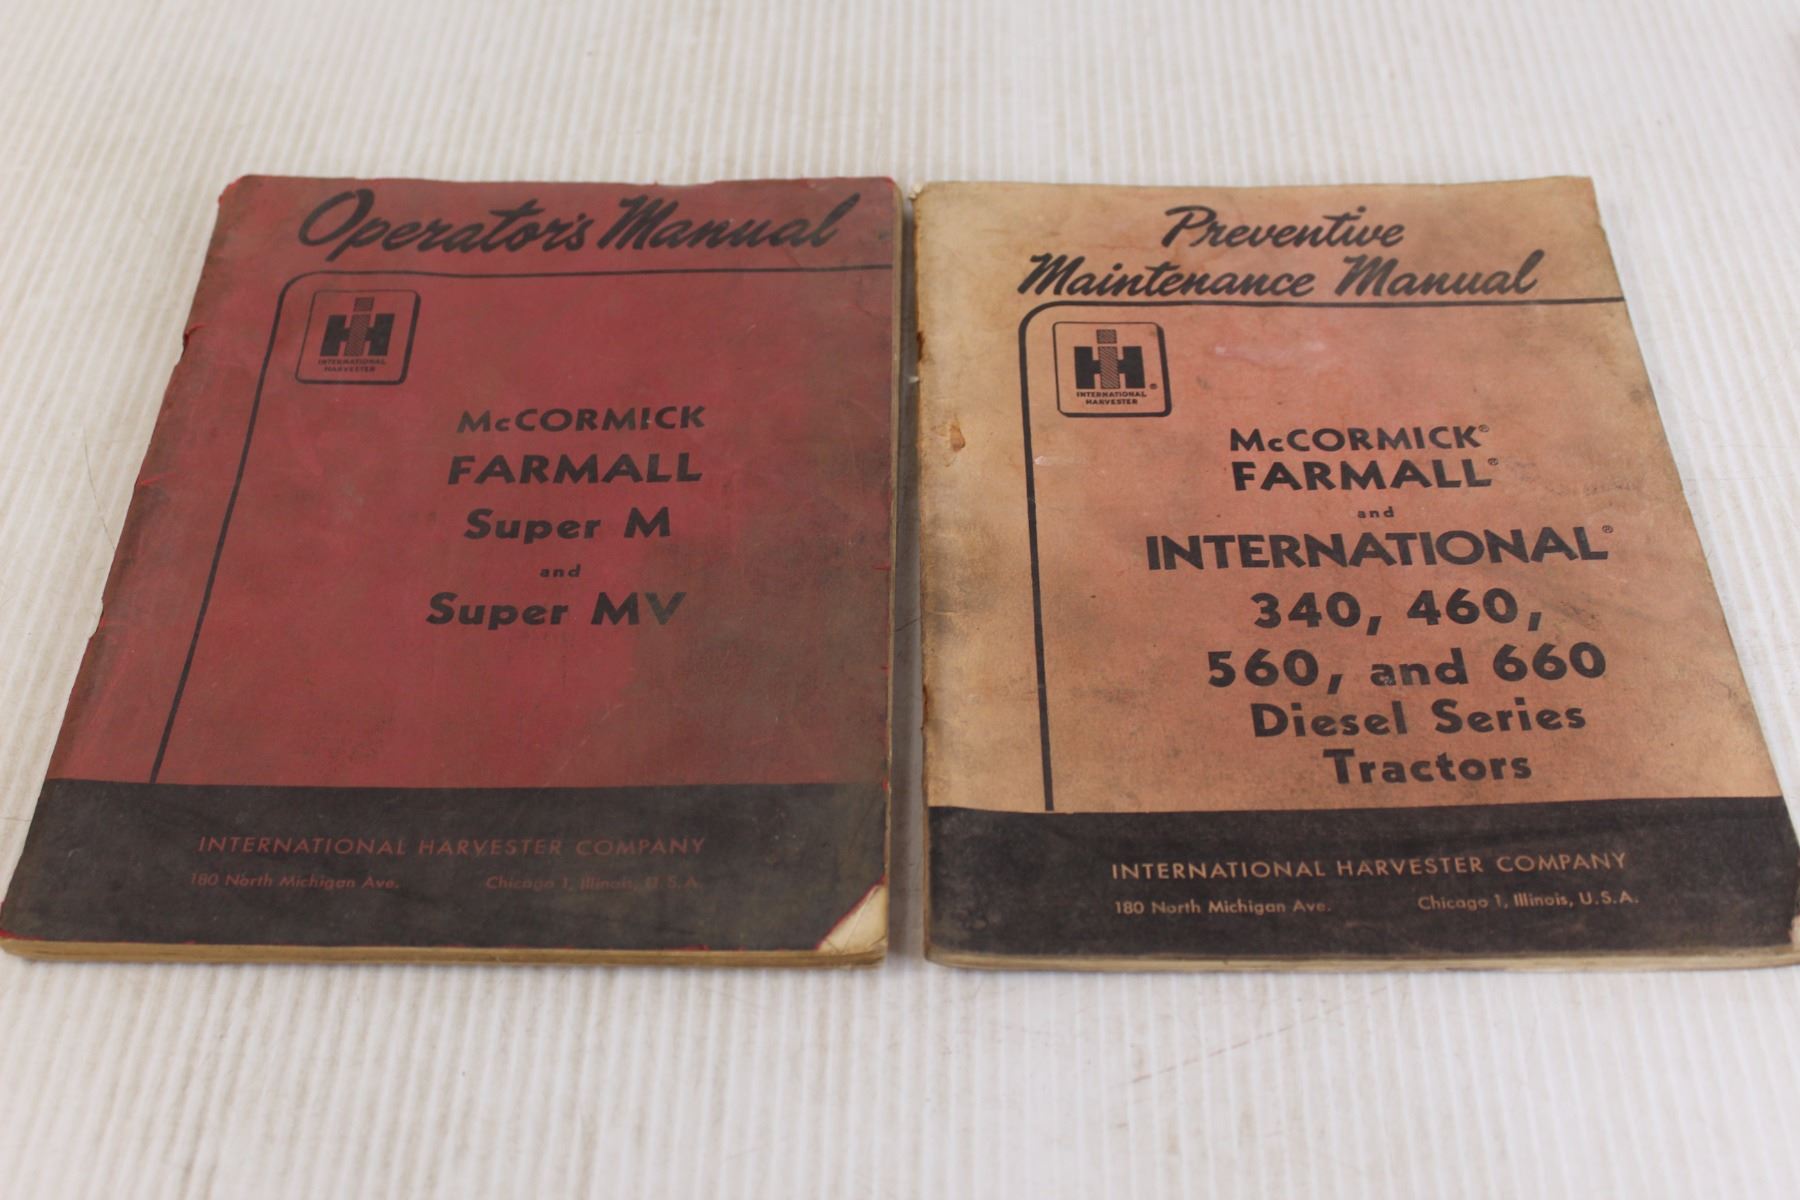 Operator's Manual
IH
INTERNATIONAL
HARVESTER
McCORMICK
FARMALL
Super M
and
Super MV
INTERNATIONAL HARVESTER COMPANY
180 North Michigan Ave. Chicago 1, Illinois, U.S.A.
Preventive
Maintenance Manual
IH®
INTERNATIONAL
HARVESTER
McCORMICK®
FARMALL®
and
INTERNATIONAL®
340, 460,
560, and 660
Diesel Series
Tractors
INTERNATIONAL HARVESTER COMPANY
180 North Michigan Ave. Chicago 1, Illinois, U.S.A.